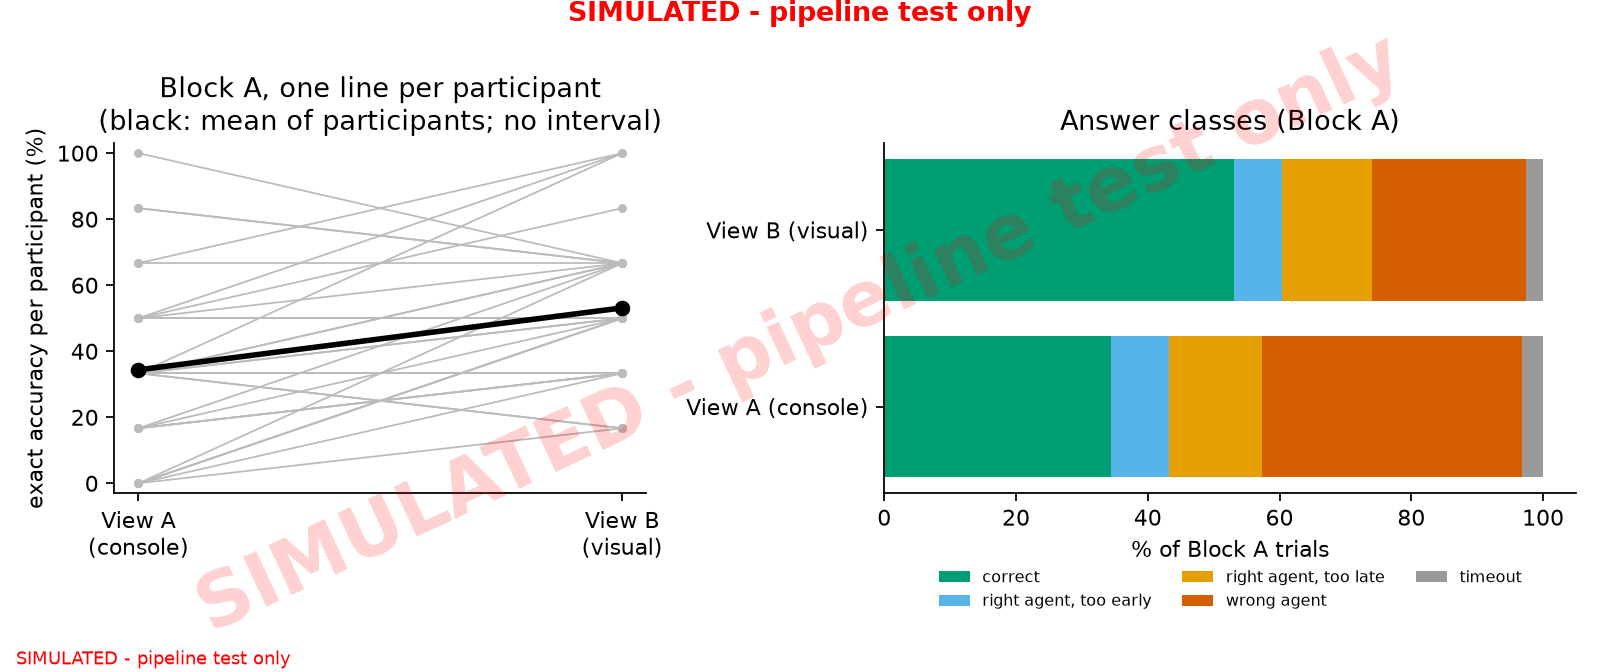 SIMULATED - pipeline test only
Block A, one line per participant
(black: mean of participants; no interval)
exact accuracy per participant (%)
100
80
60
40
20
0
View A
(console)
View B
(visual)
Answer classes (Block A)
View B (visual)
View A (console)
0
20
40
60
80
100
% of Block A trials
correct
right agent, too early
right agent, too late
wrong agent
timeout
SIMULATED - pipeline test only
SIMULATED - pipeline test only